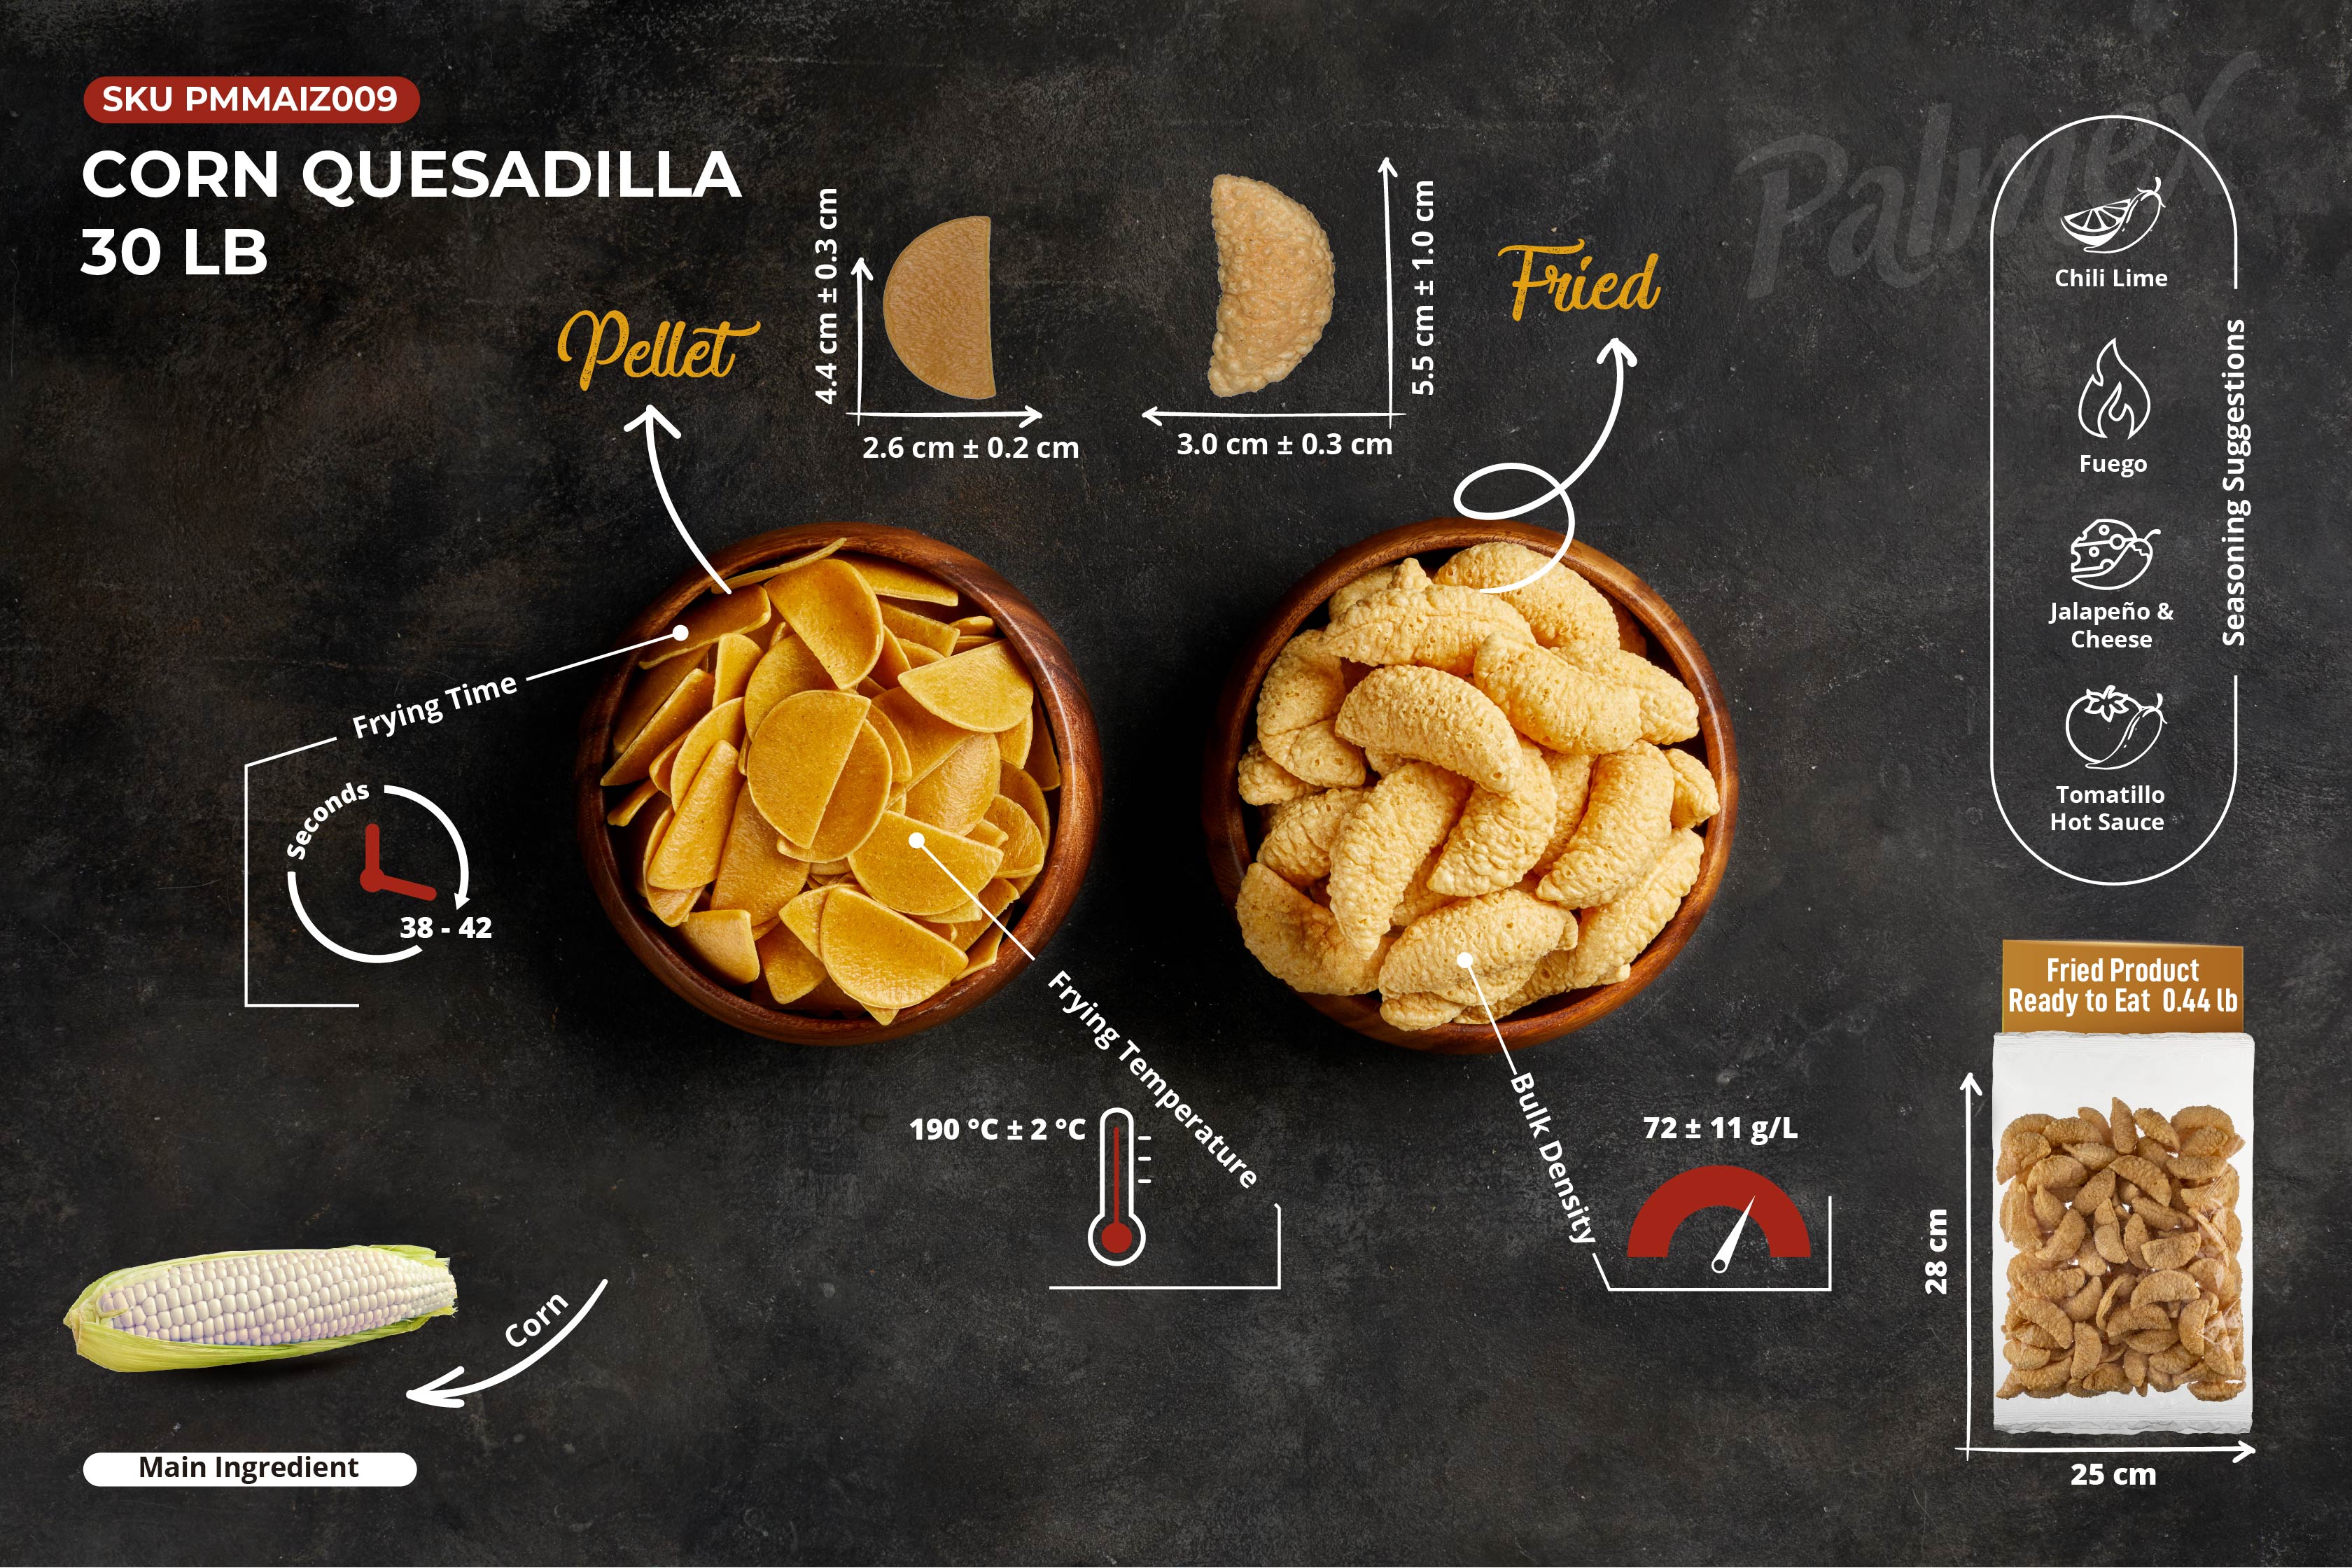 SKU PMMAIZ009
CORN QUESADILLA
30 LB
Palmex
Pellet
4.4 cm ± 0.3 cm
2.6 cm ± 0.2 cm
5.5 cm ± 1.0 cm
3.0 cm ± 0.3 cm
Fried
Chili Lime
Fuego
Jalapeño &
Cheese
Tomatillo
Hot Sauce
Seasoning Suggestions
Frying Time
Seconds
38 - 42
Frying Temperature
190 °C ± 2 °C
Bulk Density
72 ± 11 g/L
Fried Product
Ready to Eat 0.44 lb
28 cm
25 cm
Corn
Main Ingredient